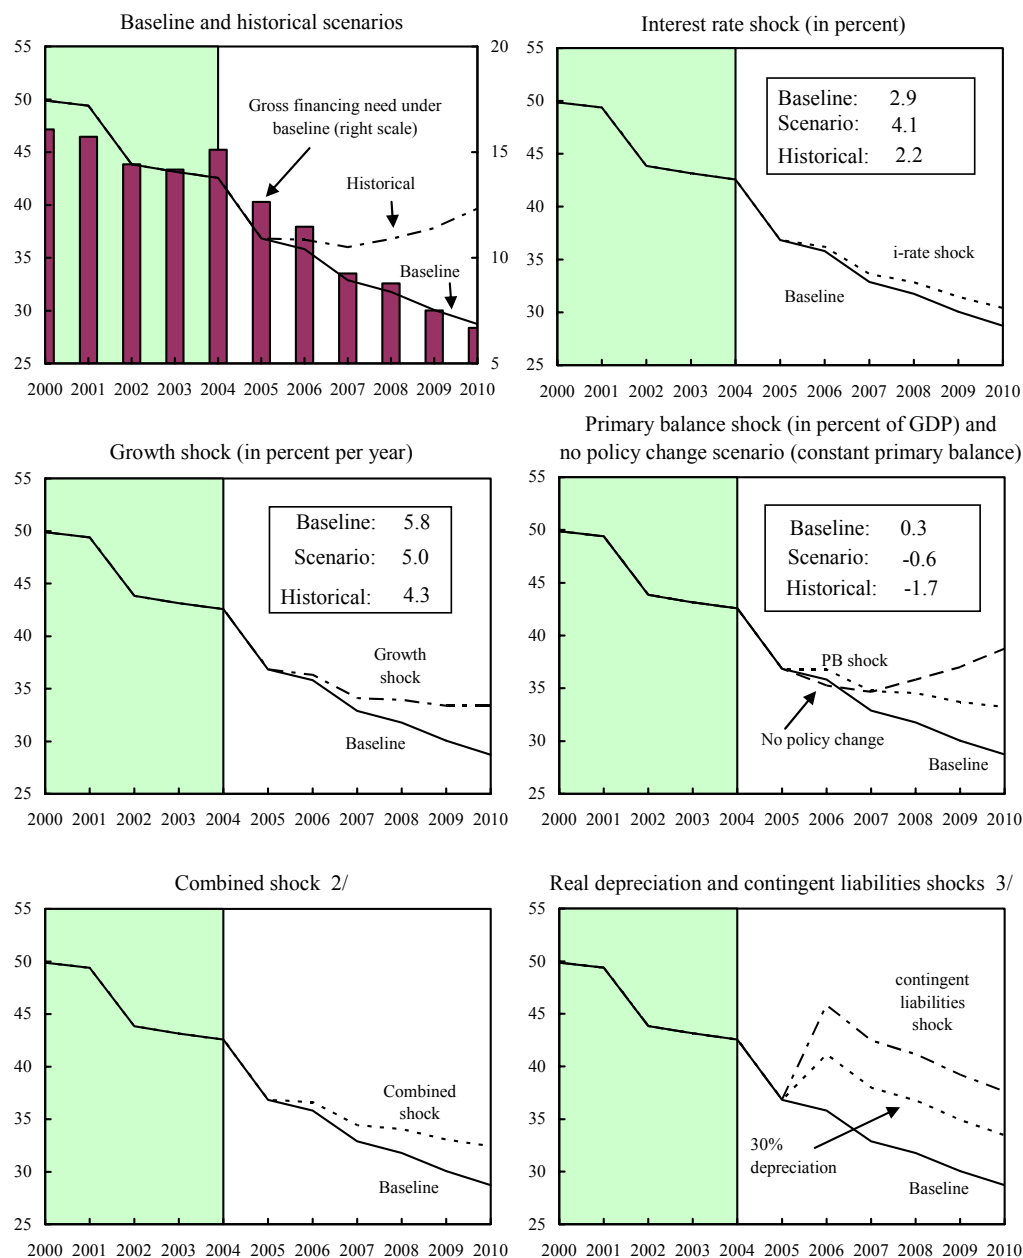 Baseline and historical scenarios
55
50
45
40
35
30
25
20
15
10
5
Gross financing need under
baseline (right scale)
Historical
Baseline
2000 2001 2002 2003 2004 2005 2006 2007 2008 2009 2010
Interest rate shock (in percent)
55
50
45
40
35
30
25
Baseline: 2.9
Scenario: 4.1
Historical: 2.2
i-rate shock
Baseline
2000 2001 2002 2003 2004 2005 2006 2007 2008 2009 2010
Growth shock (in percent per year)
55
50
45
40
35
30
25
Baseline: 5.8
Scenario: 5.0
Historical: 4.3
Growth
shock
Baseline
2000 2001 2002 2003 2004 2005 2006 2007 2008 2009 2010
Primary balance shock (in percent of GDP) and
no policy change scenario (constant primary balance)
55
50
45
40
35
30
25
Baseline: 0.3
Scenario: -0.6
Historical: -1.7
PB shock
No policy change
Baseline
2000 2001 2002 2003 2004 2005 2006 2007 2008 2009 2010
Combined shock 2/
55
50
45
40
35
30
25
Combined
shock
Baseline
2000 2001 2002 2003 2004 2005 2006 2007 2008 2009 2010
Real depreciation and contingent liabilities shocks 3/
55
50
45
40
35
30
25
contingent
liabilities
shock
30%
depreciation
Baseline
2000 2001 2002 2003 2004 2005 2006 2007 2008 2009 2010